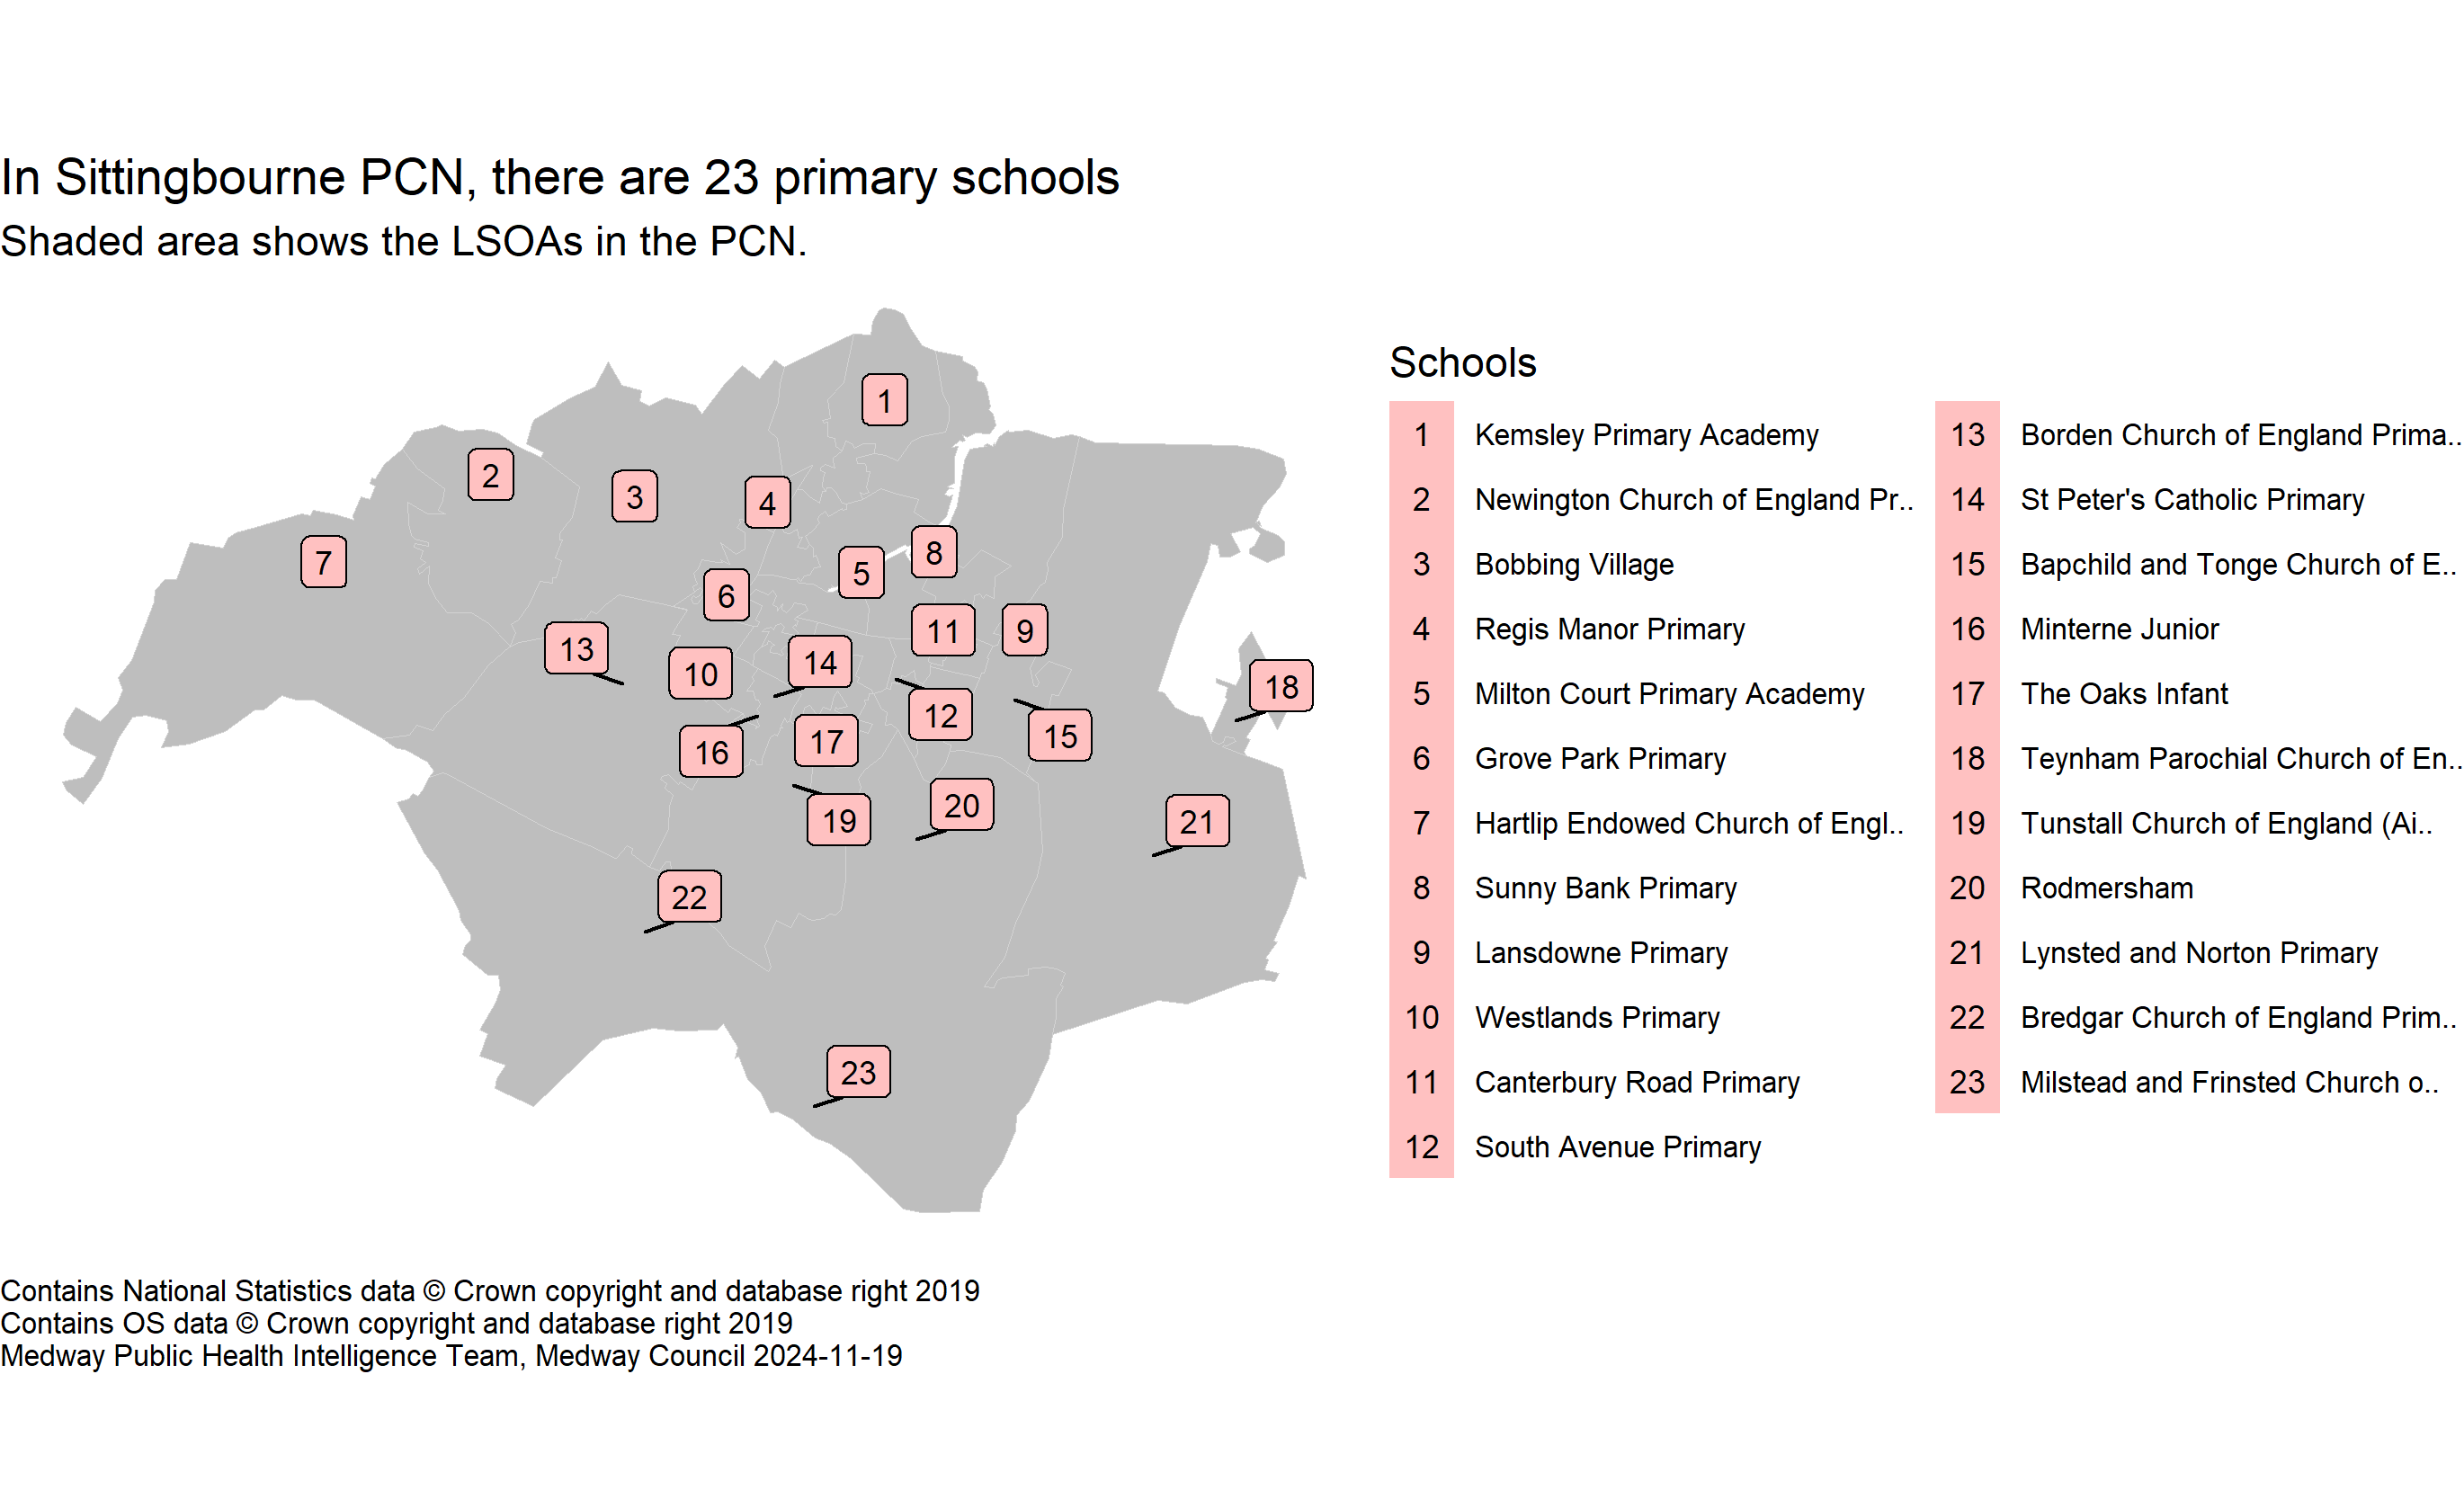 In Sittingbourne PCN, there are 23 primary schools
Shaded area shows the LSOAs in the PCN.
1
2
3
4
5
6
7
8
9
10
11
12
13
14
15
16
17
18
19
20
21
22
23
Schools
1 Kemsley Primary Academy
2 Newington Church of England Pr..
3 Bobbing Village
4 Regis Manor Primary
5 Milton Court Primary Academy
6 Grove Park Primary
7 Hartlip Endowed Church of Engl..
8 Sunny Bank Primary
9 Lansdowne Primary
10 Westlands Primary
11 Canterbury Road Primary
12 South Avenue Primary
13 Borden Church of England Prima..
14 St Peter's Catholic Primary
15 Bapchild and Tonge Church of E..
16 Minterne Junior
17 The Oaks Infant
18 Teynham Parochial Church of En..
19 Tunstall Church of England (Ai..
20 Rodmersham
21 Lynsted and Norton Primary
22 Bredgar Church of England Prim..
23 Milstead and Frinsted Church o..
Contains National Statistics data © Crown copyright and database right 2019
Contains OS data © Crown copyright and database right 2019
Medway Public Health Intelligence Team, Medway Council 2024-11-19